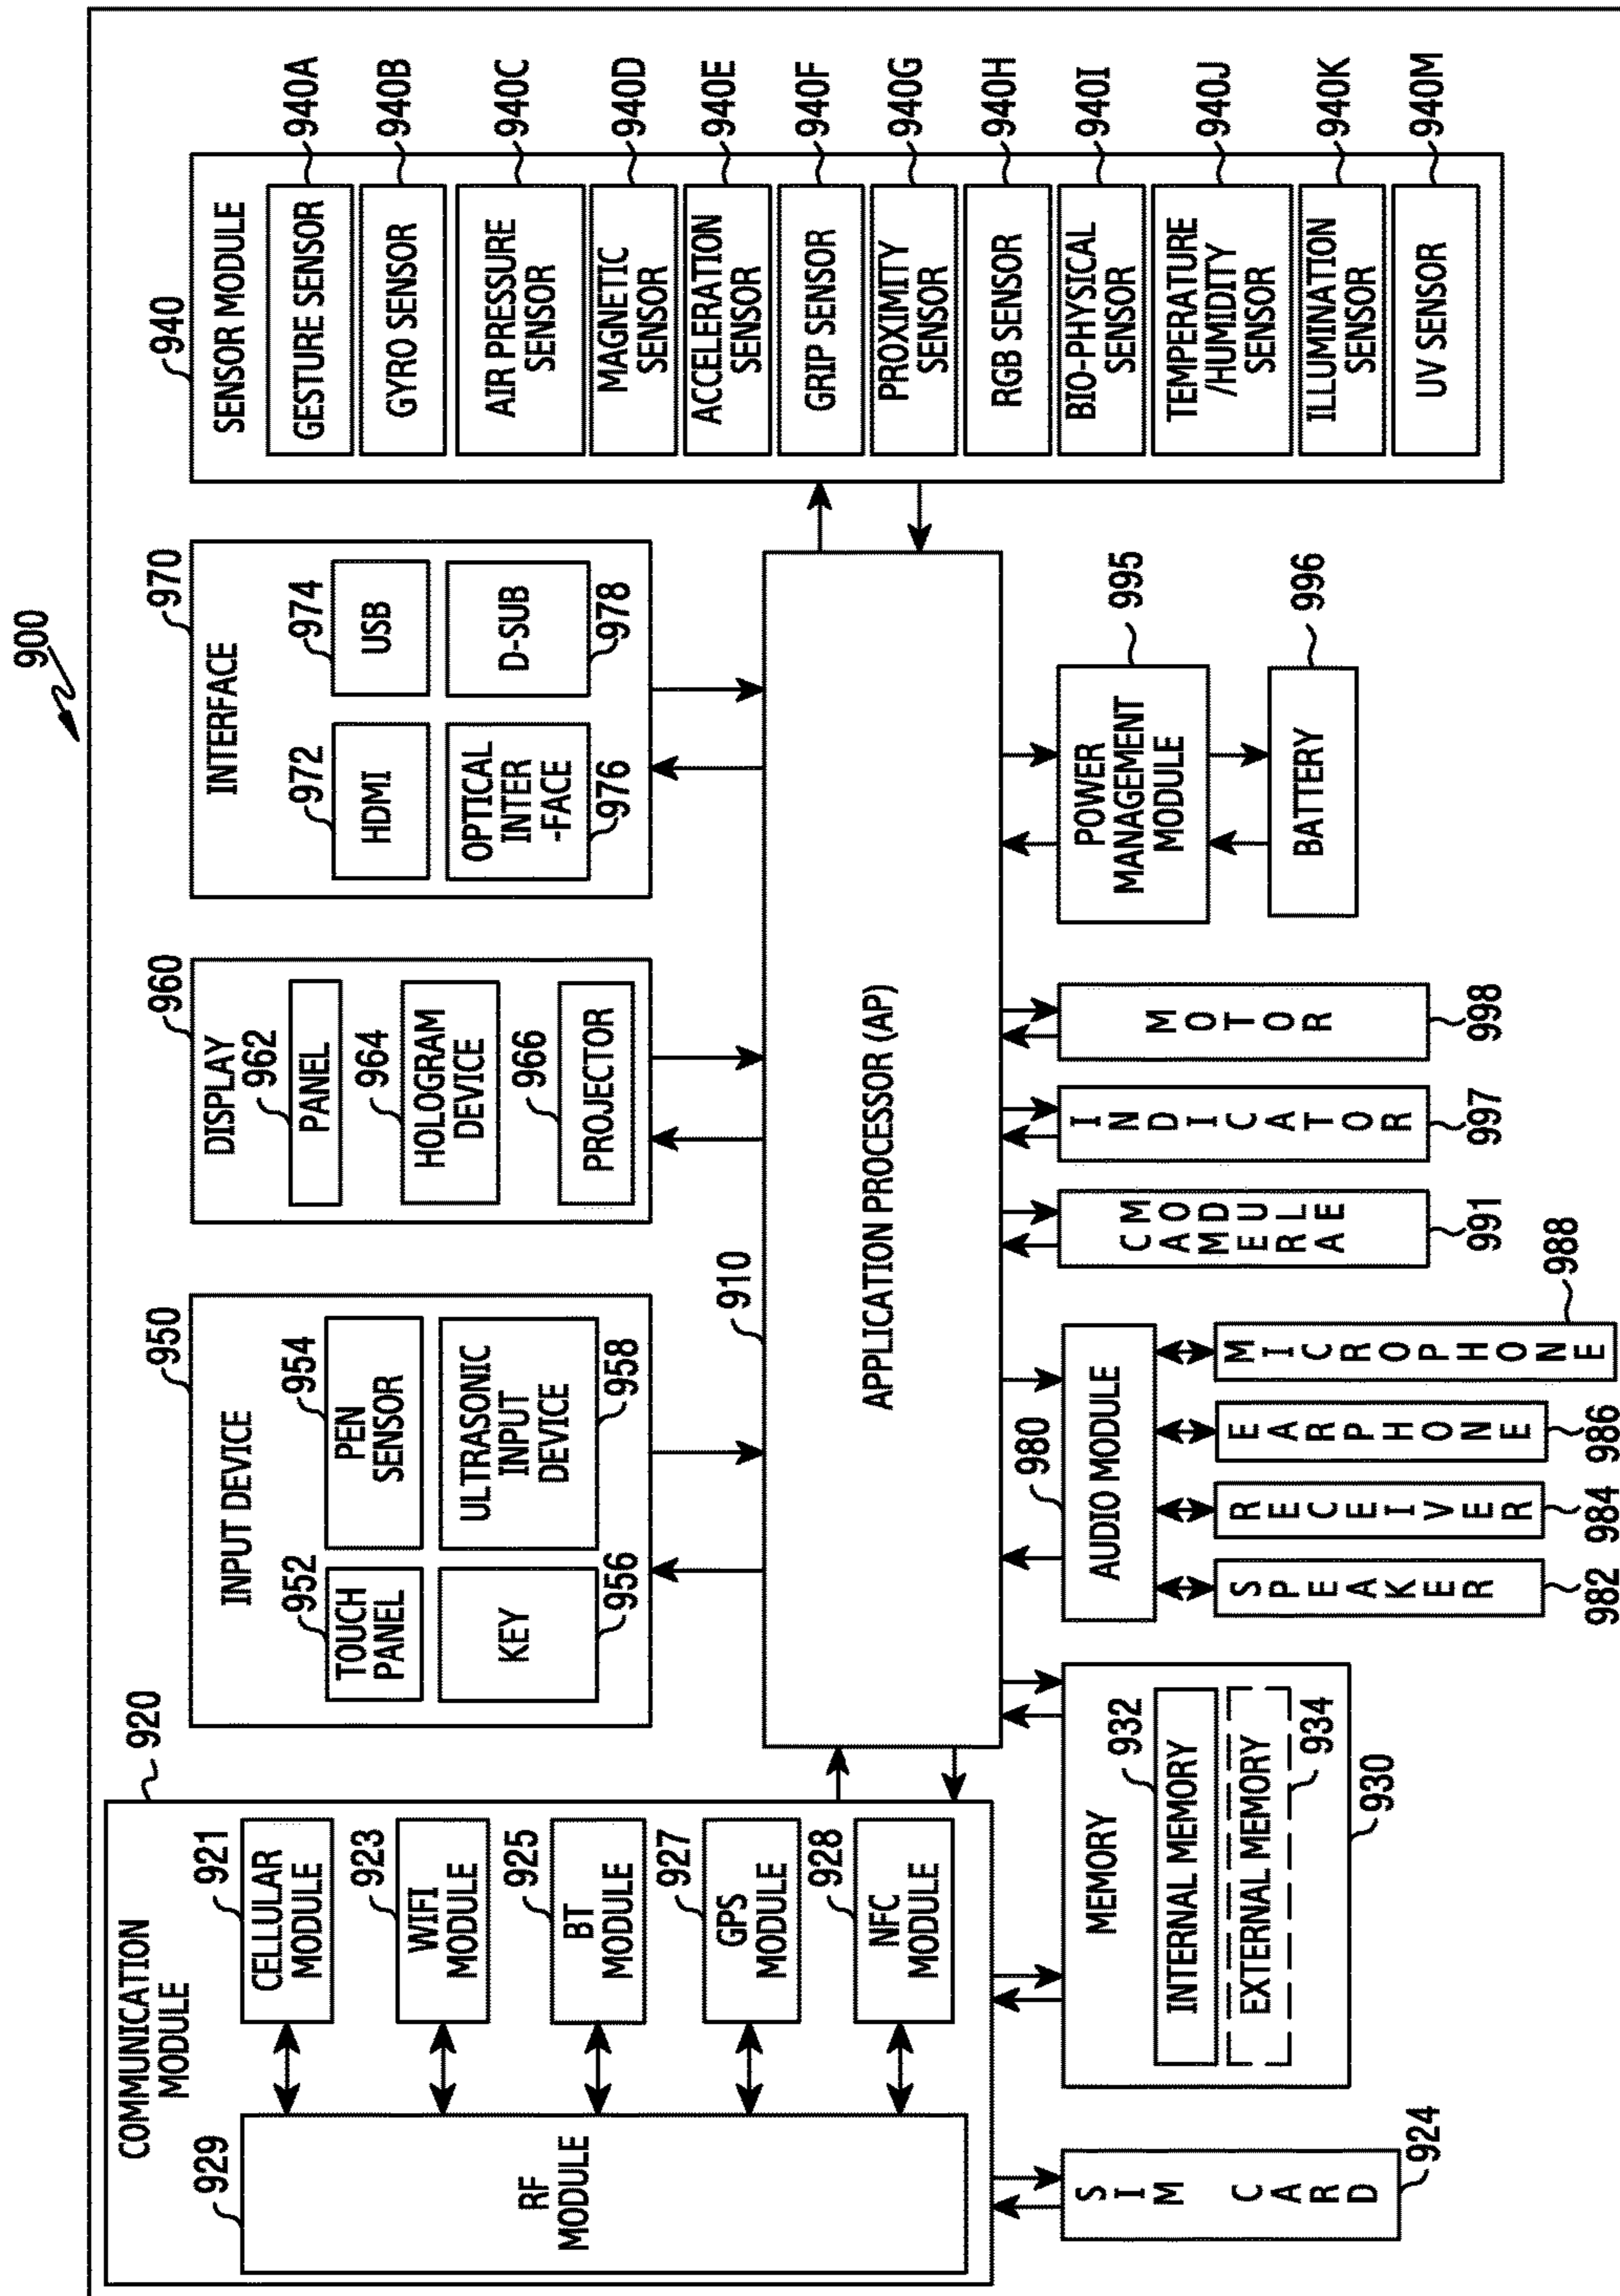 900
920
COMMUNICATION
MODULE
929
RF
MODULE
921
CELLULAR
MODULE
923
WIFI
MODULE
925
BT
MODULE
927
GPS
MODULE
928
NFC
MODULE
950
INPUT DEVICE
952
TOUCH
PANEL
954
PEN
SENSOR
KEY
956
ULTRASONIC
INPUT
DEVICE
958
960
DISPLAY
962
PANEL
964
HOLOGRAM
DEVICE
966
PROJECTOR
970
INTERFACE
972
HDMI
974
USB
OPTICAL
INTER
-FACE
976
D-SUB
978
940
SENSOR MODULE
GESTURE SENSOR
940A
GYRO SENSOR
940B
AIR PRESSURE
SENSOR
940C
MAGNETIC
SENSOR
940D
ACCELERATION
SENSOR
940E
GRIP SENSOR
940F
PROXIMITY
SENSOR
940G
RGB SENSOR
940H
BIO-PHYSICAL
SENSOR
940I
TEMPERATURE
/HUMIDITY
SENSOR
940J
ILLUMINATION
SENSOR
940K
UV SENSOR
940M
910
APPLICATION PROCESSOR (AP)
SIM CARD
924
MEMORY
932
INTERNAL MEMORY
EXTERNAL MEMORY
934
930
980
AUDIO MODULE
SPEAKER
982
RECEIVER
984
EARPHONE
986
MICROPHONE
988
CAMERA
MODULE
991
INDICATOR
997
MOTOR
998
POWER
MANAGEMENT
MODULE
995
BATTERY
996